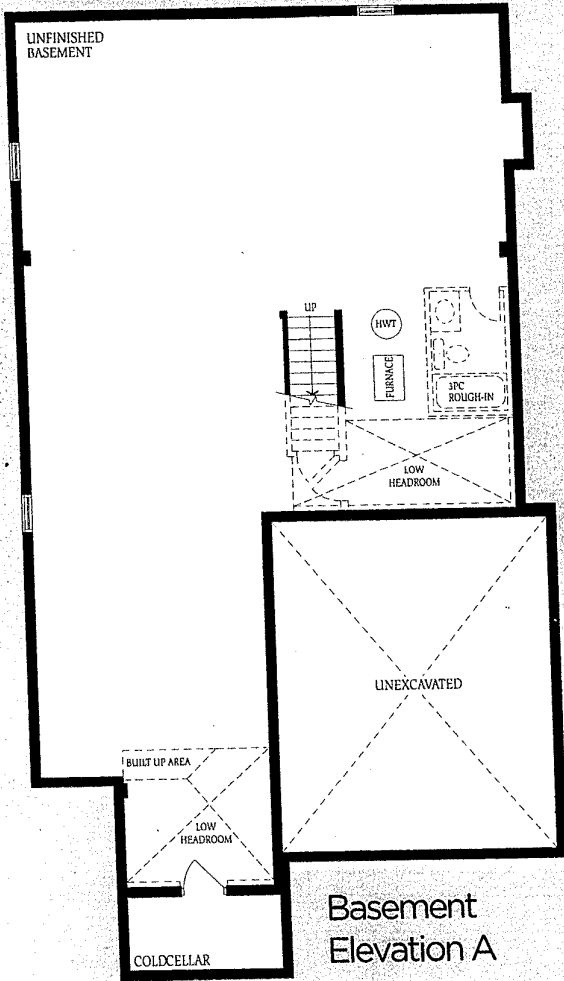 UNFINISHED
BASEMENT
UP
HWT
FURNACE
3PC
ROUGH-IN
LOW
HEADROOM
UNEXCAVATED
BUILT UP AREA
LOW
HEADROOM
COLDCELLAR
Basement
Elevation A